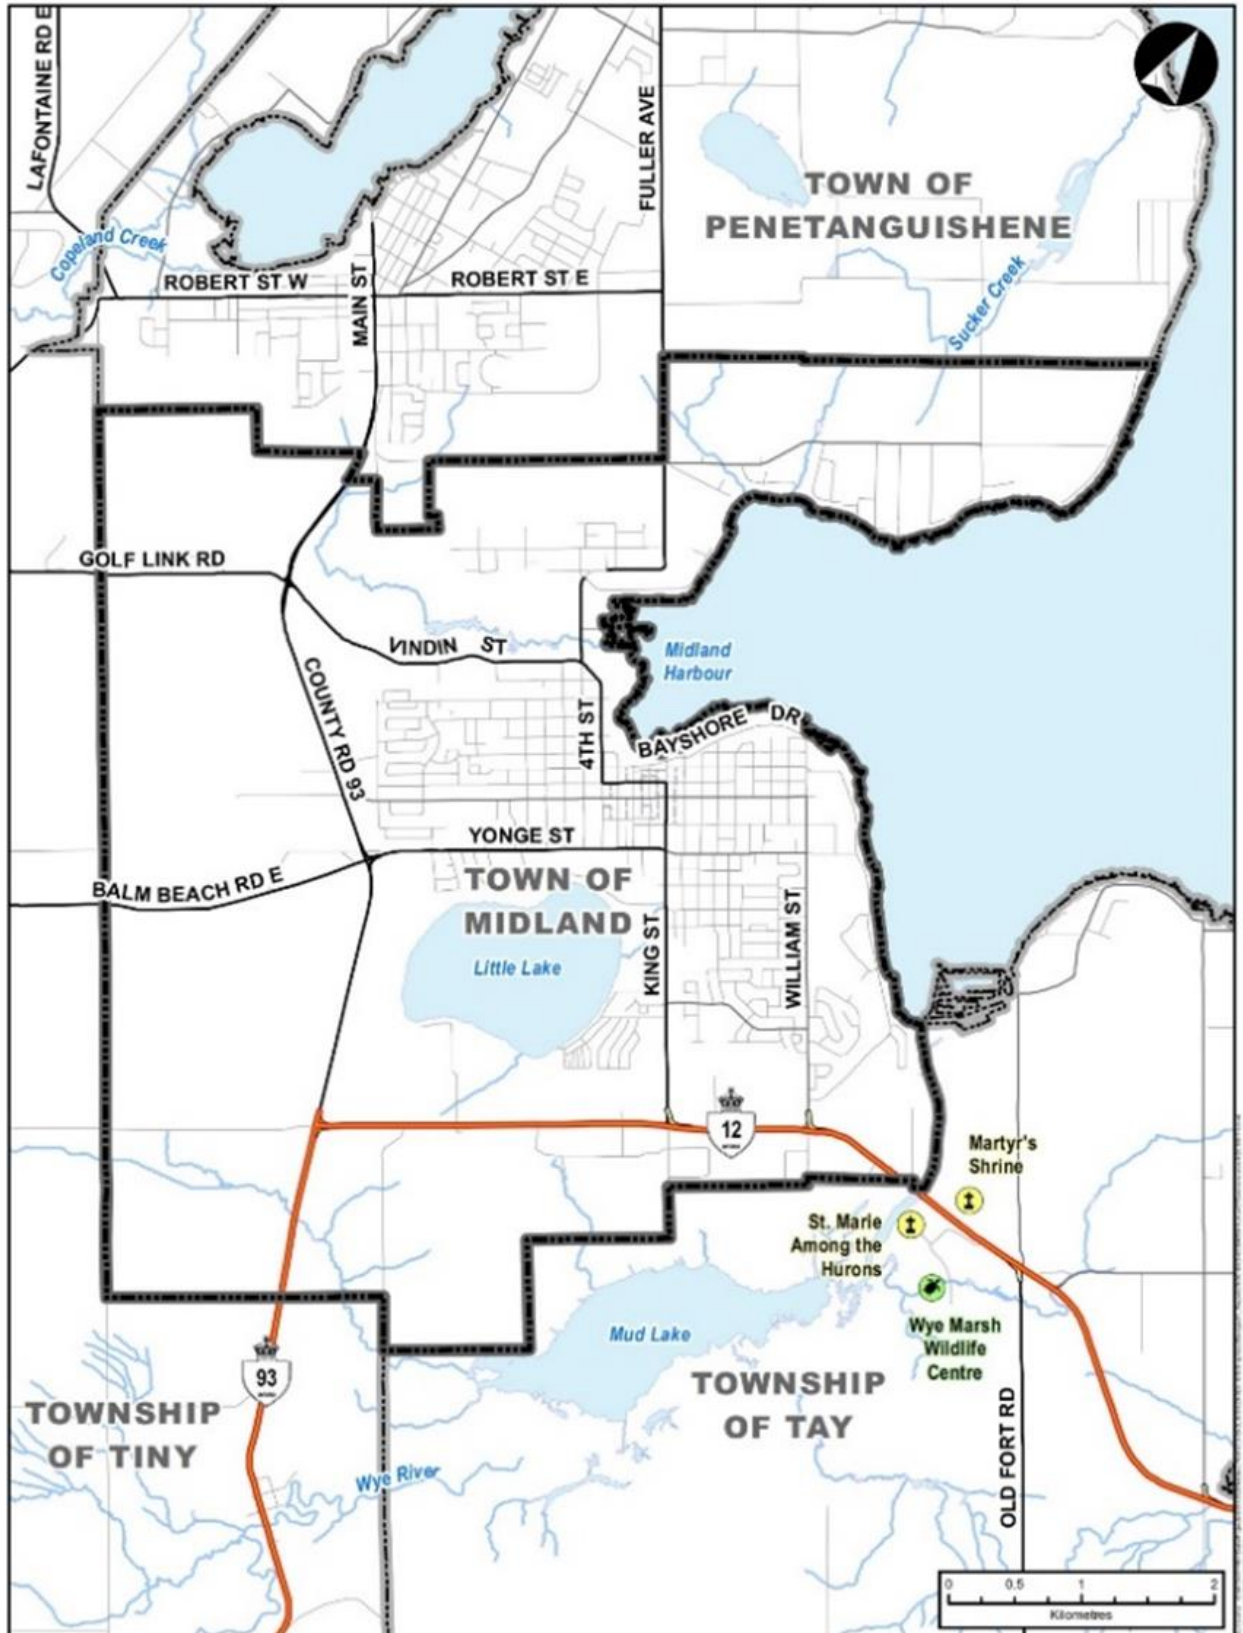 LAFONTAINE RD E
FULLER AVE
TOWN OF
PENETANGUISHENE
Copeland Creek
ROBERT ST W
MAIN ST
ROBERT ST E
Sucker Creek
GOLF LINK RD
VINDIN ST
Midland
Harbour
COUNTY RD 93
4TH ST
BAYSHORE DR
YONGE ST
BALM BEACH RD E
TOWN OF
MIDLAND
Little Lake
KING ST
WILLIAM ST
12
Martyr's
Shrine
St. Marie
Among the
Hurons
Mud Lake
Wye Marsh
Wildlife
Centre
93
TOWNSHIP
OF TINY
TOWNSHIP
OF TAY
Wye River
OLD FORT RD
0 0.5 1 2
Kilometres